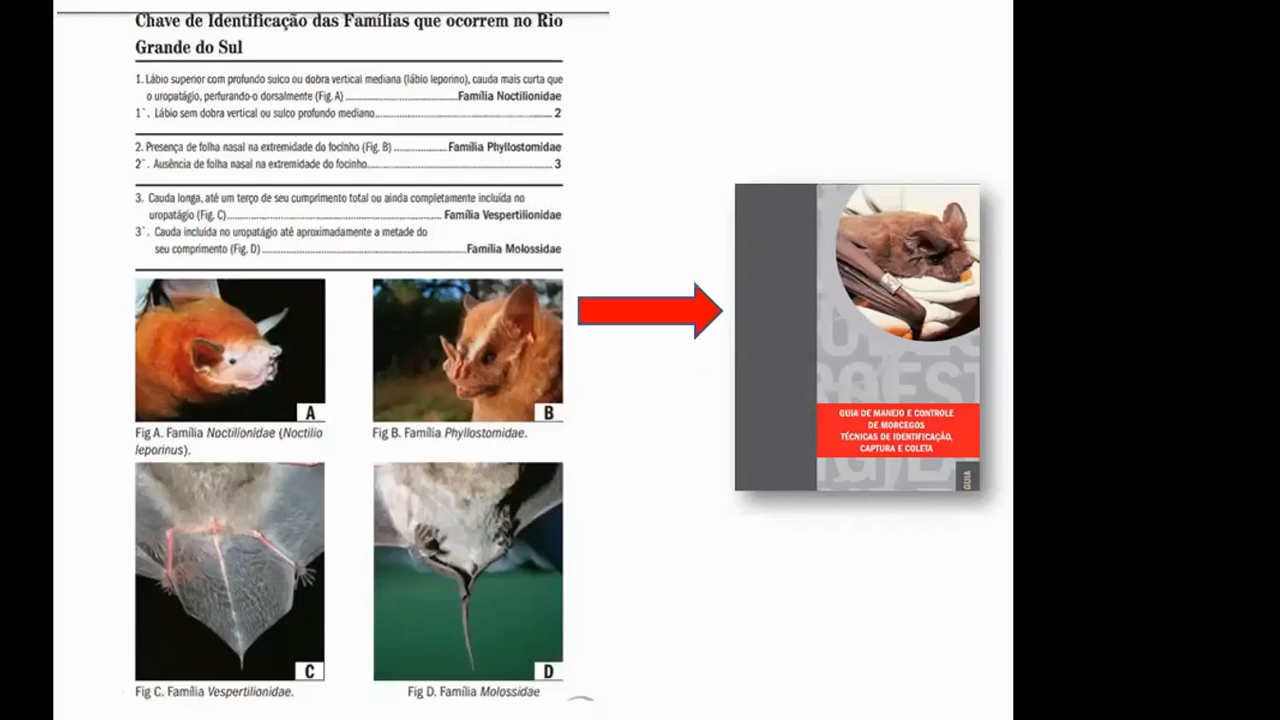 Chave de Identificação das Famílias que ocorrem no Rio
Grande do Sul
1. Lábio superior com profundo sulco ou dobra vertical mediana (lábio leporino), cauda mais curta que
o uropatágio, perfurando-o dorsalmente (Fig. A) ........................................Família Noctilionidae
1`. Lábio sem dobra vertical ou sulco profundo mediano..............................................................2
2. Presença de folha nasal na extremidade do focinho (Fig. B) ..................Família Phyllostomidae
2`. Ausência de folha nasal na extremidade do focinho................................................................3
3. Cauda longa, até um terço de seu cumprimento total ou ainda completamente incluída no
uropatágio (Fig. C)........................................................................Família Vespertilionidae
3`. Cauda incluída no uropatágio até aproximadamente a metade do
seu comprimento (Fig. D) ......................................................................Família Molossidae
A
B
Fig A. Família Noctilionidae (Noctilio
leporinus).
Fig B. Família Phyllostomidae.
C
D
Fig C. Família Vespertilionidae.
Fig D. Família Molossidae
GUIA DE MANEJO E CONTROLE
DE MORCEGOS
TÉCNICAS DE IDENTIFICAÇÃO,
CAPTURA E COLETA
GUIA